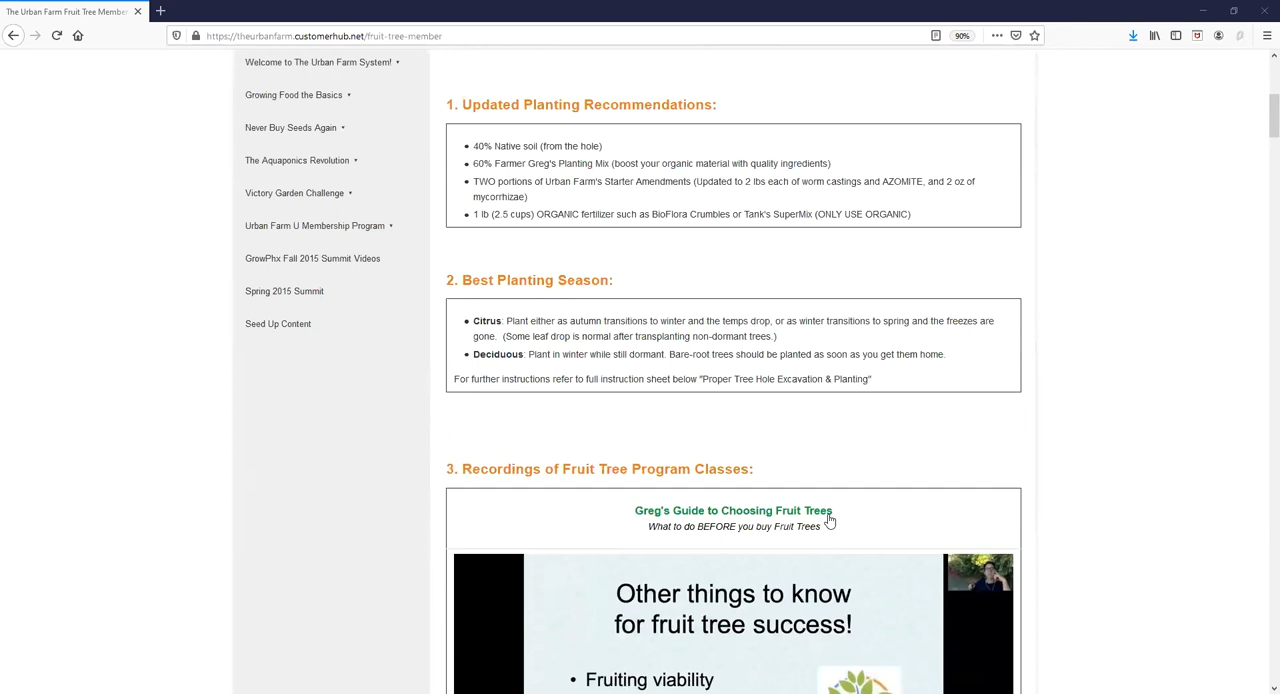 The Urban Farm Fruit Tree Member
https://theurbanfarm.customerhub.net/fruit-tree-member
90%
Welcome to The Urban Farm System!
Growing Food the Basics
Never Buy Seeds Again
The Aquaponics Revolution
Victory Garden Challenge
Urban Farm U Membership Program
GrowPhx Fall 2015 Summit Videos
Spring 2015 Summit
Seed Up Content
1. Updated Planting Recommendations:
• 40% Native soil (from the hole)
• 60% Farmer Greg's Planting Mix (boost your organic material with quality ingredients)
• TWO portions of Urban Farm's Starter Amendments (Updated to 2 lbs each of worm castings and AZOMITE, and 2 oz of
mycorrhizae)
• 1 lb (2.5 cups) ORGANIC fertilizer such as BioFlora Crumbles or Tank's SuperMix (ONLY USE ORGANIC)
2. Best Planting Season:
• Citrus: Plant either as autumn transitions to winter and the temps drop, or as winter transitions to spring and the freezes are
gone. (Some leaf drop is normal after transplanting non-dormant trees.)
• Deciduous: Plant in winter while still dormant. Bare-root trees should be planted as soon as you get them home.
For further instructions refer to full instruction sheet below "Proper Tree Hole Excavation & Planting"
3. Recordings of Fruit Tree Program Classes:
Greg's Guide to Choosing Fruit Trees
What to do BEFORE you buy Fruit Trees
Other things to know
for fruit tree success!
• Fruiting viability